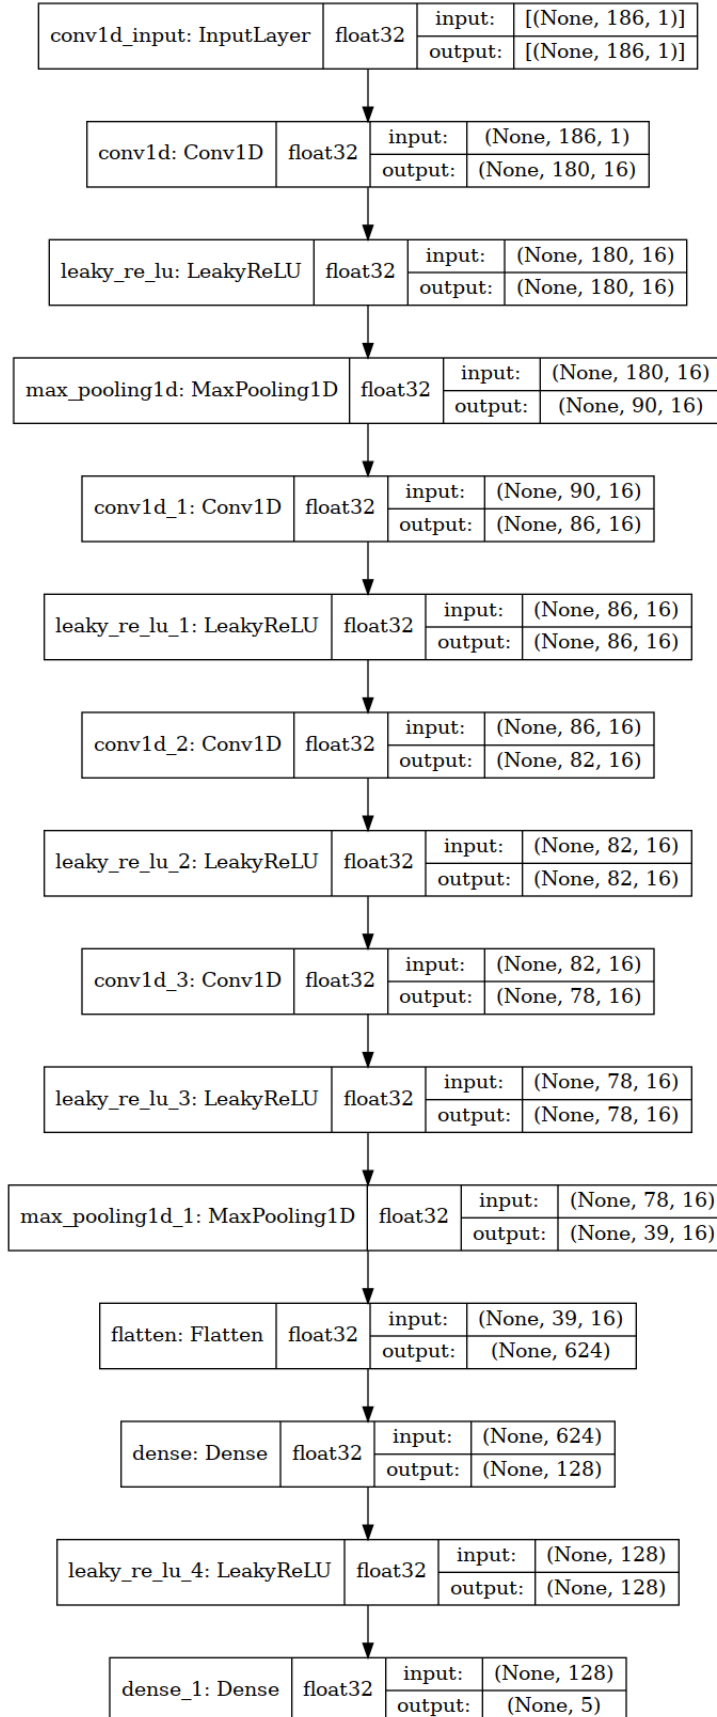 conv1d_input: InputLayer float32 input: [(None, 186, 1)]
output: [(None, 186, 1)]
conv1d: Conv1D float32 input: (None, 186, 1)
output: (None, 180, 16)
leaky_re_lu: LeakyReLU float32 input: (None, 180, 16)
output: (None, 180, 16)
max_pooling1d: MaxPooling1D float32 input: (None, 180, 16)
output: (None, 90, 16)
conv1d_1: Conv1D float32 input: (None, 90, 16)
output: (None, 86, 16)
leaky_re_lu_1: LeakyReLU float32 input: (None, 86, 16)
output: (None, 86, 16)
conv1d_2: Conv1D float32 input: (None, 86, 16)
output: (None, 82, 16)
leaky_re_lu_2: LeakyReLU float32 input: (None, 82, 16)
output: (None, 82, 16)
conv1d_3: Conv1D float32 input: (None, 82, 16)
output: (None, 78, 16)
leaky_re_lu_3: LeakyReLU float32 input: (None, 78, 16)
output: (None, 78, 16)
max_pooling1d_1: MaxPooling1D float32 input: (None, 78, 16)
output: (None, 39, 16)
flatten: Flatten float32 input: (None, 39, 16)
output: (None, 624)
dense: Dense float32 input: (None, 624)
output: (None, 128)
leaky_re_lu_4: LeakyReLU float32 input: (None, 128)
output: (None, 128)
dense_1: Dense float32 input: (None, 128)
output: (None, 5)